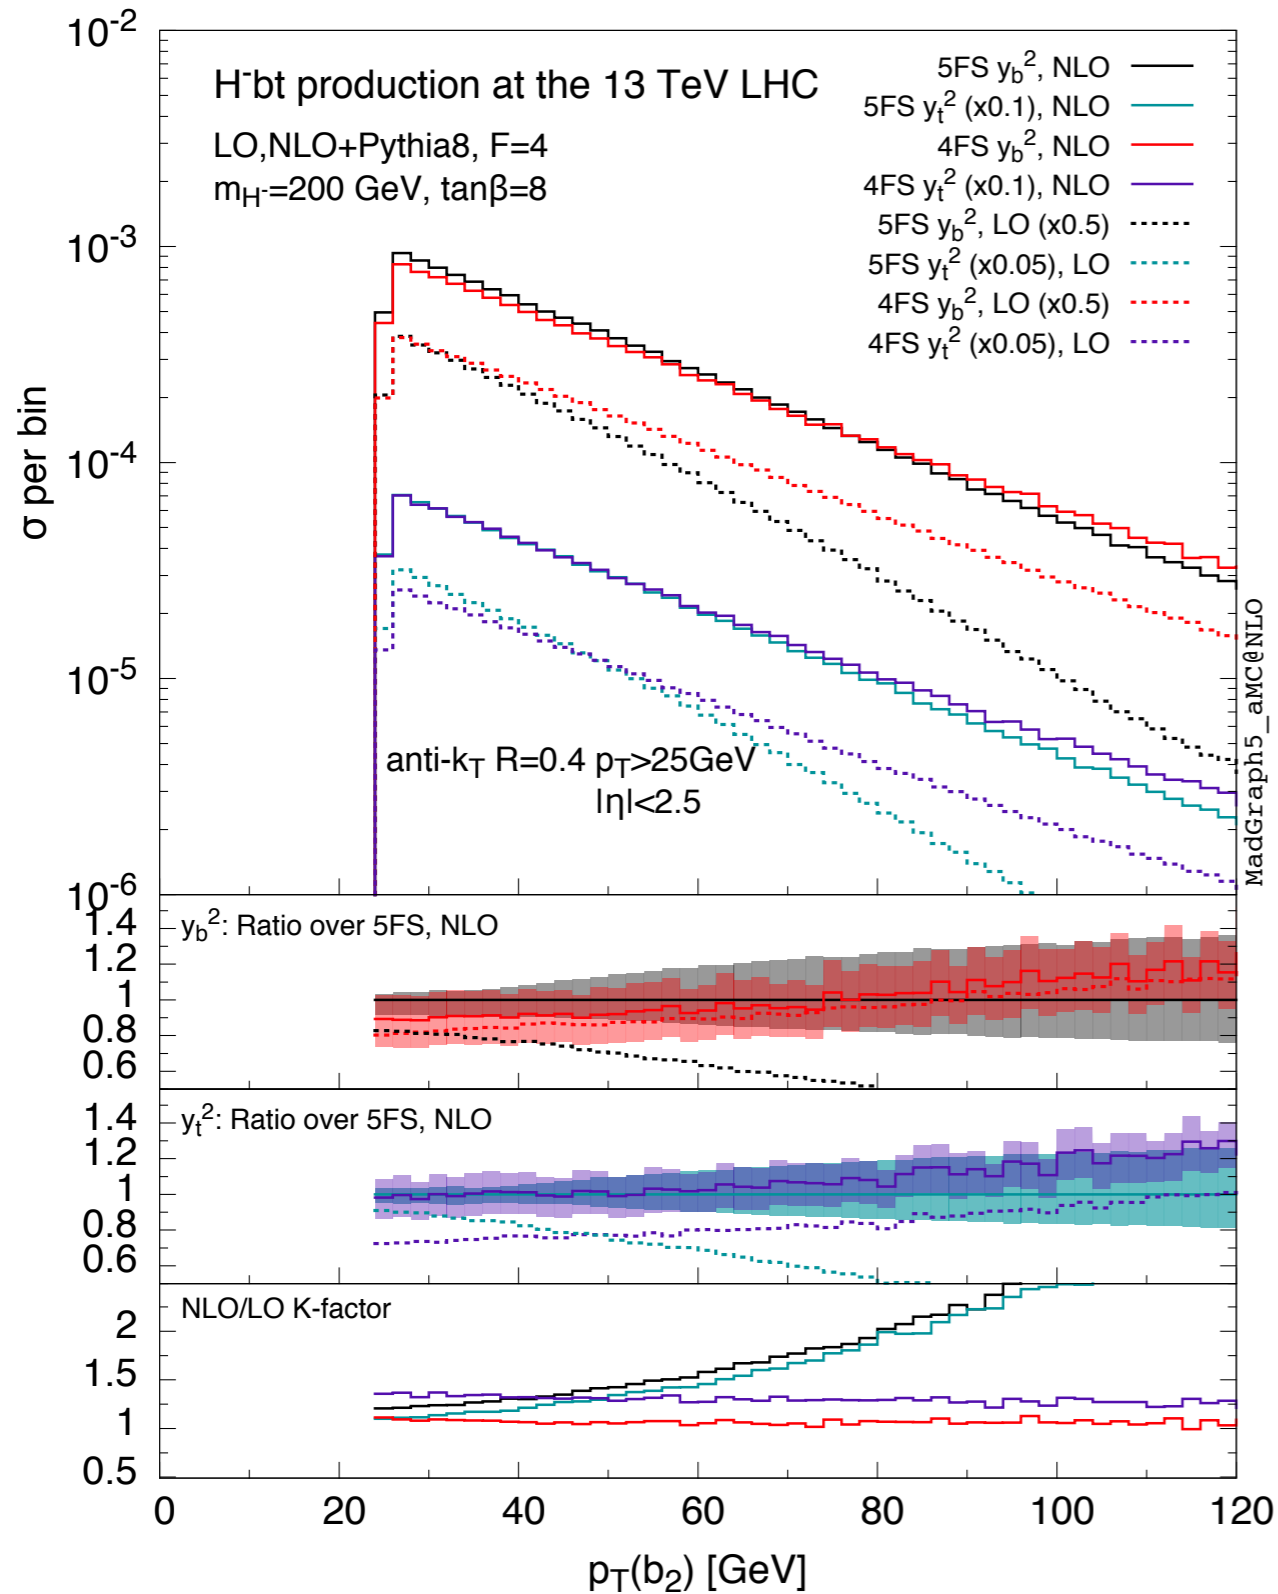 10^-2
10^-3
10^-4
10^-5
10^-6
σ per bin
H⁻bt production at the 13 TeV LHC
LO,NLO+Pythia8, F=4
m_H⁻=200 GeV, tanβ=8
5FS y_b^2, NLO
5FS y_t^2 (x0.1), NLO
4FS y_b^2, NLO
4FS y_t^2 (x0.1), NLO
5FS y_b^2, LO (x0.5)
5FS y_t^2 (x0.05), LO
4FS y_b^2, LO (x0.5)
4FS y_t^2 (x0.05), LO
anti-k_T R=0.4 p_T>25GeV
|η|<2.5
MadGraph5_aMC@NLO
y_b^2: Ratio over 5FS, NLO
1.4
1.2
1
0.8
0.6
y_t^2: Ratio over 5FS, NLO
1.4
1.2
1
0.8
0.6
NLO/LO K-factor
2
1.5
1
0.5
0 20 40 60 80 100 120
p_T(b_2) [GeV]